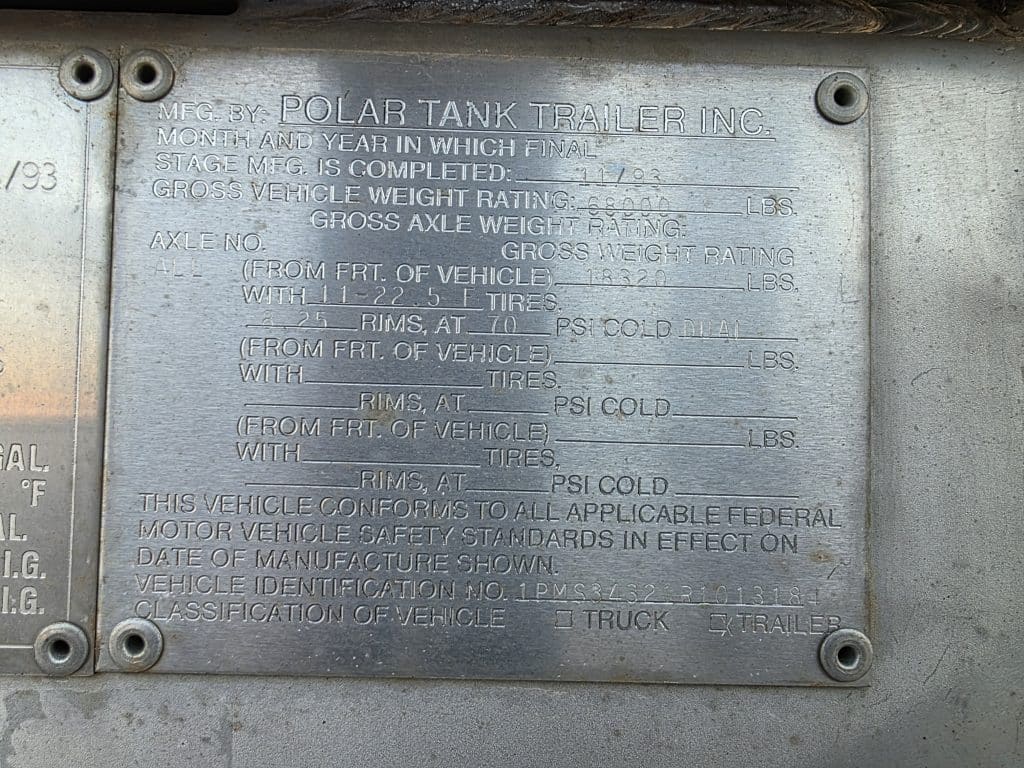 /93
GAL.
°F
AL
I.G.
I.G.
MFG. BY: POLAR TANK TRAILER INC.
MONTH AND YEAR IN WHICH FINAL
STAGE MFG. IS COMPLETED: 11/93
GROSS VEHICLE WEIGHT RATING: 68000 LBS.
GROSS AXLE WEIGHT RATING:
AXLE NO. GROSS WEIGHT RATING
ALL (FROM FRT. OF VEHICLE) 18320 LBS.
WITH 11-22.5 F TIRES.
8.25 RIMS, AT 70 PSI COLD DUAL
(FROM FRT. OF VEHICLE) LBS.
WITH TIRES.
RIMS, AT PSI COLD
(FROM FRT. OF VEHICLE) LBS.
WITH TIRES.
RIMS, AT PSI COLD
THIS VEHICLE CONFORMS TO ALL APPLICABLE FEDERAL
MOTOR VEHICLE SAFETY STANDARDS IN EFFECT ON
DATE OF MANUFACTURE SHOWN.
VEHICLE IDENTIFICATION NO.
CLASSIFICATION OF VEHICLE TRUCK TRAILER